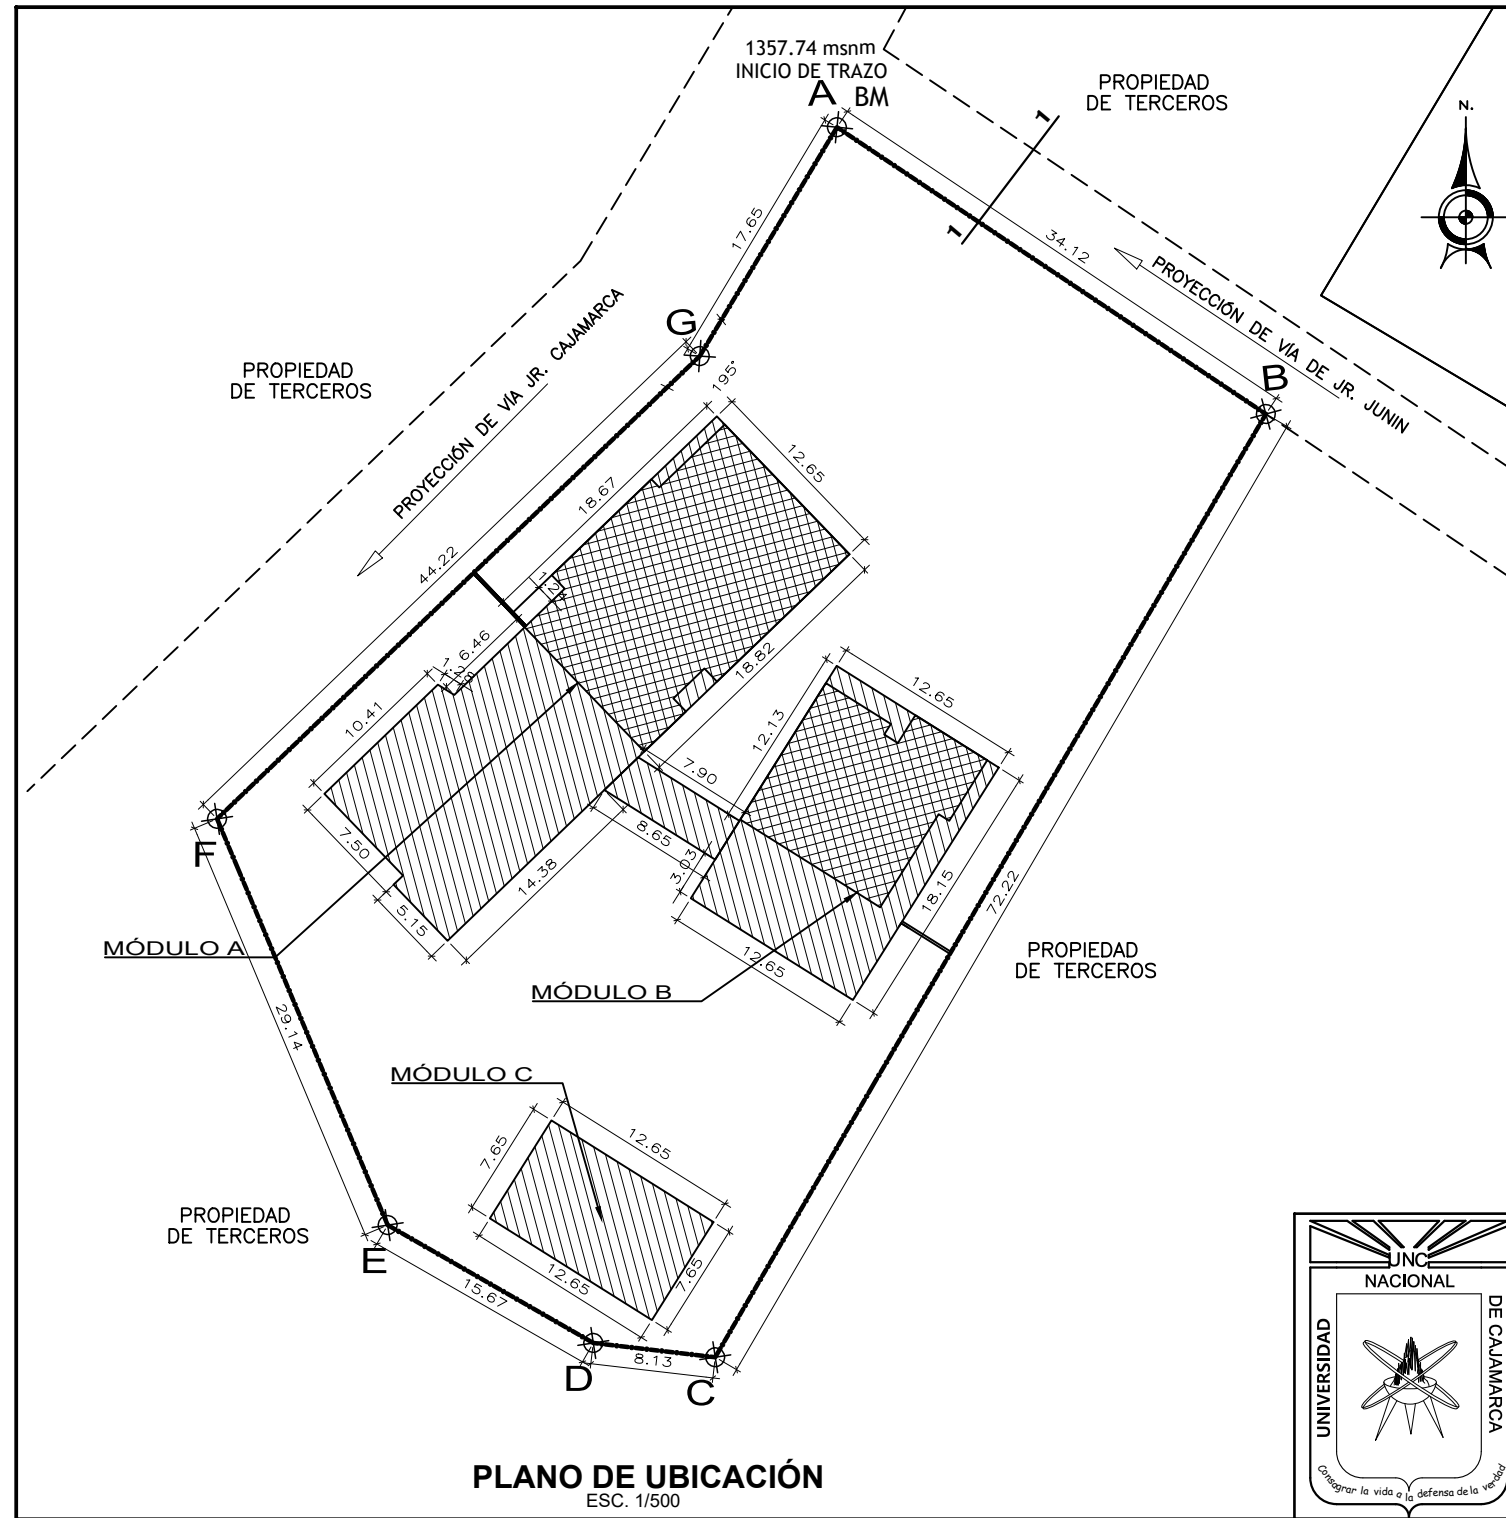 1357.74 msnm
INICIO DE TRAZO
A
BM
PROPIEDAD
DE TERCEROS
N.
1
1
17.65
34.12
PROYECCIÓN DE VÍA DE JR. JUNIN
G
B
195°
PROPIEDAD
DE TERCEROS
PROYECCIÓN DE VÍA JR. CAJAMARCA
44.22
18.67
12.65
6.46
10.41
18.82
12.65
12.13
7.90
F
7.50
8.65
3.03
14.38
5.15
18.15
72.22
12.65
MÓDULO A
PROPIEDAD
DE TERCEROS
MÓDULO B
29.14
MÓDULO C
12.65
7.65
PROPIEDAD
DE TERCEROS
E
12.65
7.65
15.67
D
8.13
C
PLANO DE UBICACIÓN
ESC. 1/500
UNC
NACIONAL
UNIVERSIDAD
DE CAJAMARCA
Consagrar la vida a la defensa de la verdad